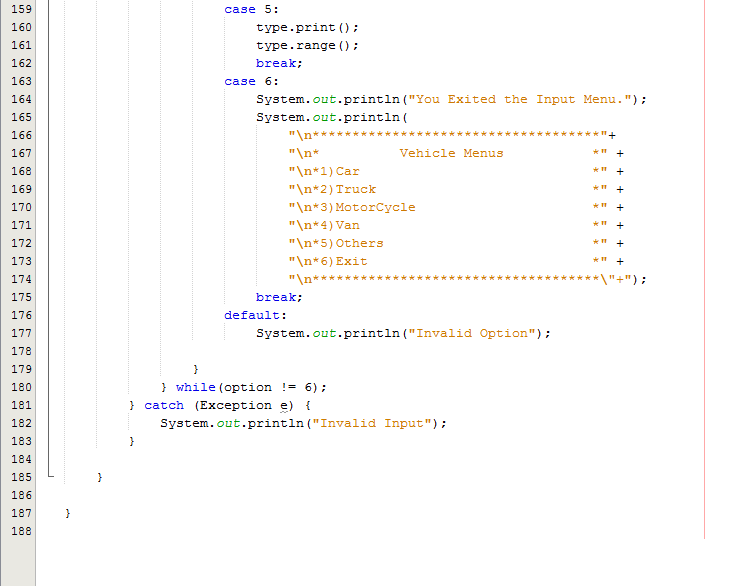 159                         case 5:
160                             type.print();
161                             type.range();
162                             break;
163                         case 6:
164                             System.out.println("You Exited the Input Menu.");
165                             System.out.println(
166                                 "\n************************************"+
167                                 "\n*          Vehicle Menus           *" +
168                                 "\n*1)Car                             *" +
169                                 "\n*2)Truck                           *" +
170                                 "\n*3)MotorCycle                      *" +
171                                 "\n*4)Van                             *" +
172                                 "\n*5)Others                          *" +
173                                 "\n*6)Exit                            *" +
174                                 "\n************************************\"+");
175                             break;
176                         default:
177                             System.out.println("Invalid Option");
178
179                     }
180                 } while(option != 6);
181             } catch (Exception e) {
182                 System.out.println("Invalid Input");
183             }
184
185         }
186
187     }
188